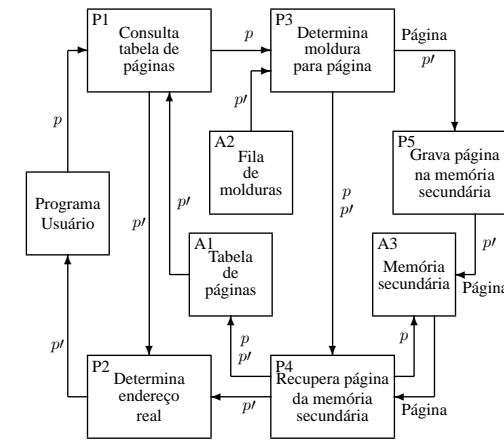 P1
Consulta
tabela de
páginas
p
P3
Determina
moldura
para página
Página
p′
p′
p
A2
Fila
de
molduras
P5
Grava página
na memória
secundária
Programa
Usuário
p′
p′
p
p′
A1
Tabela
de
páginas
A3
Memória
secundária
p′
Página
p′
p
p′
p
P2
Determina
endereço
real
p′
P4
Recupera página
da memória
secundária
Página